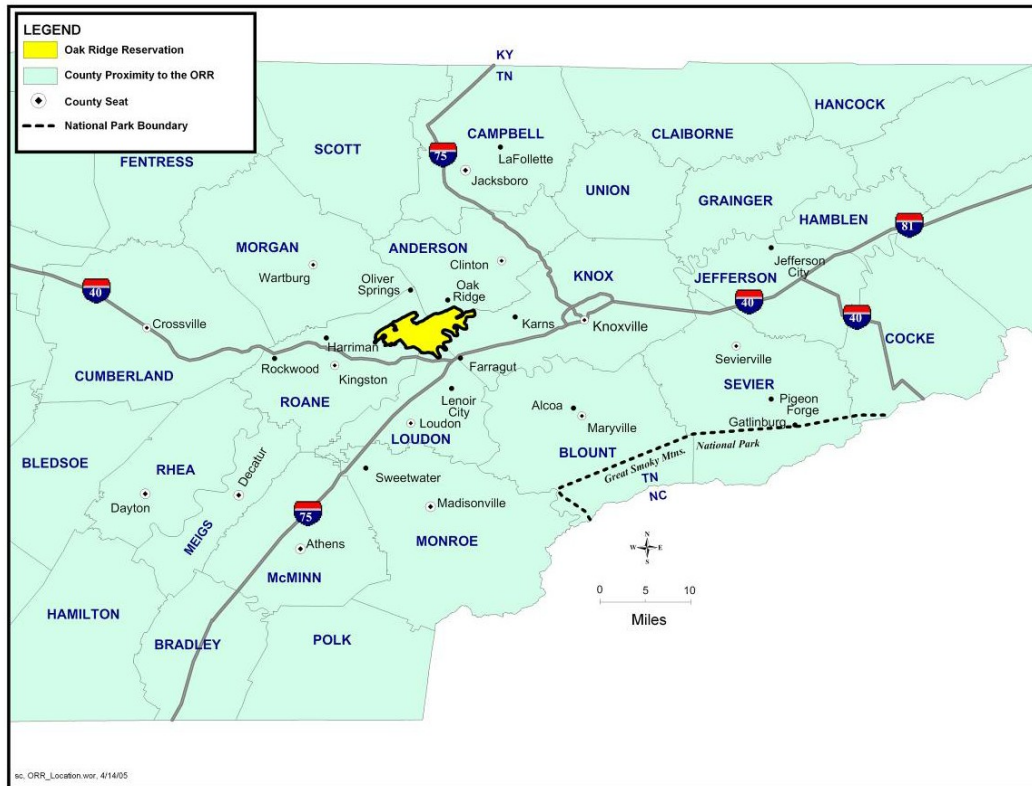 LEGEND
Oak Ridge Reservation
County Proximity to the ORR
County Seat
National Park Boundary
KY
TN
HANCOCK
CAMPBELL
CLAIBORNE
SCOTT
LaFollette
75
FENTRESS
Jacksboro
UNION
GRAINGER
HAMBLEN
81
MORGAN
ANDERSON
Jefferson
City
Wartburg
Clinton
KNOX
JEFFERSON
Oliver
Springs
Oak
Ridge
40
40
40
Crossville
Karns
Knoxville
COCKE
Harriman
Sevierville
Rockwood
Kingston
Farragut
CUMBERLAND
SEVIER
ROANE
Lenoir
City
Pigeon
Forge
Alcoa
Maryville
Loudon
Gatlinburg
LOUDON
BLOUNT
Great Smoky Mtns. National Park
BLEDSOE
RHEA
Decatur
Sweetwater
TN
NC
Dayton
Madisonville
75
MEIGS
MONROE
Athens
N
W E
S
McMINN
0 5 10
Miles
HAMILTON
BRADLEY
POLK
sc, ORR_Location.wor, 4/14/05